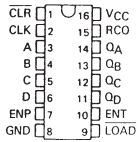 CLR 1 16 VCC
CLK 2 15 RCO
A 3 14 QA
B 4 13 QB
C 5 12 QC
D 6 11 QD
ENP 7 10 ENT
GND 8 9 LOAD